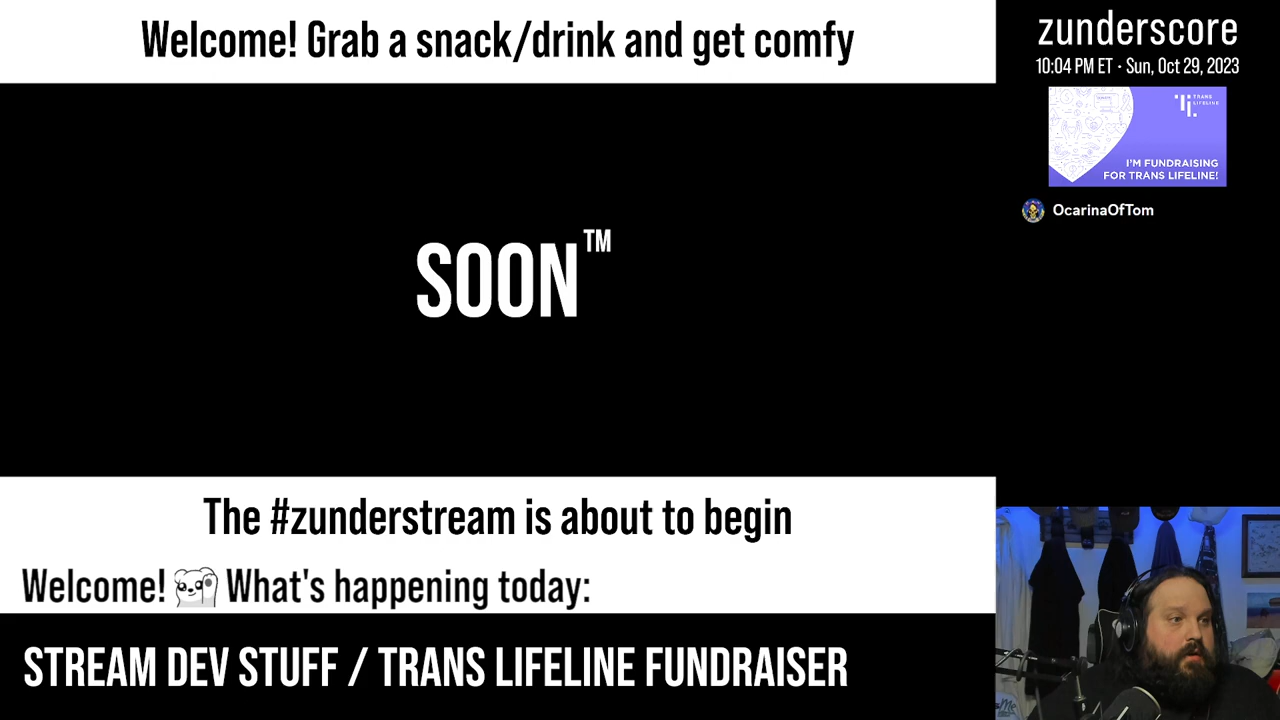 Welcome! Grab a snack/drink and get comfy
SOON™
The #zunderstream is about to begin
Welcome! What's happening today:
STREAM DEV STUFF / TRANS LIFELINE FUNDRAISER
zunderscore
10:04 PM ET · Sun, Oct 29, 2023
TRANS
LIFELINE
I'M FUNDRAISING
FOR TRANS LIFELINE!
OcarinaOfTom